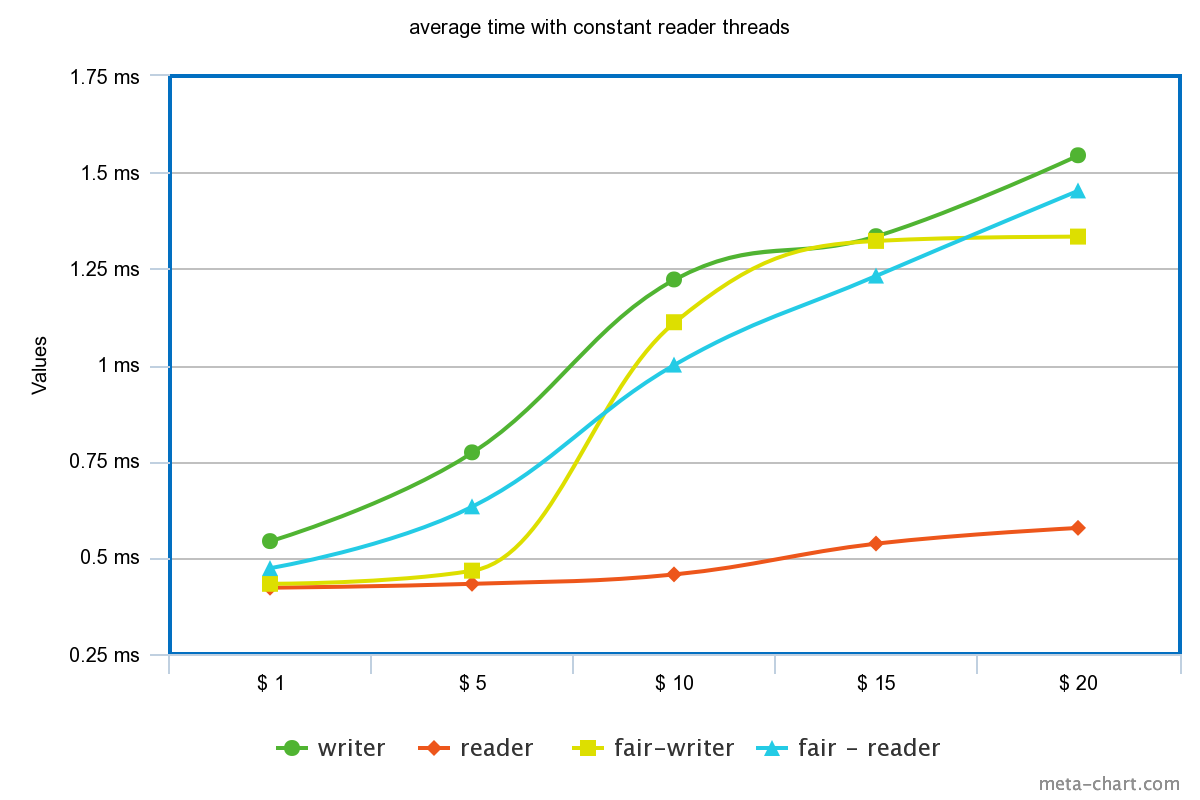 average time with constant reader threads
1.75 ms
1.5 ms
1.25 ms
1 ms
0.75 ms
0.5 ms
0.25 ms
Values
$ 1 $ 5 $ 10 $ 15 $ 20
writer reader fair-writer fair - reader
meta-chart.com